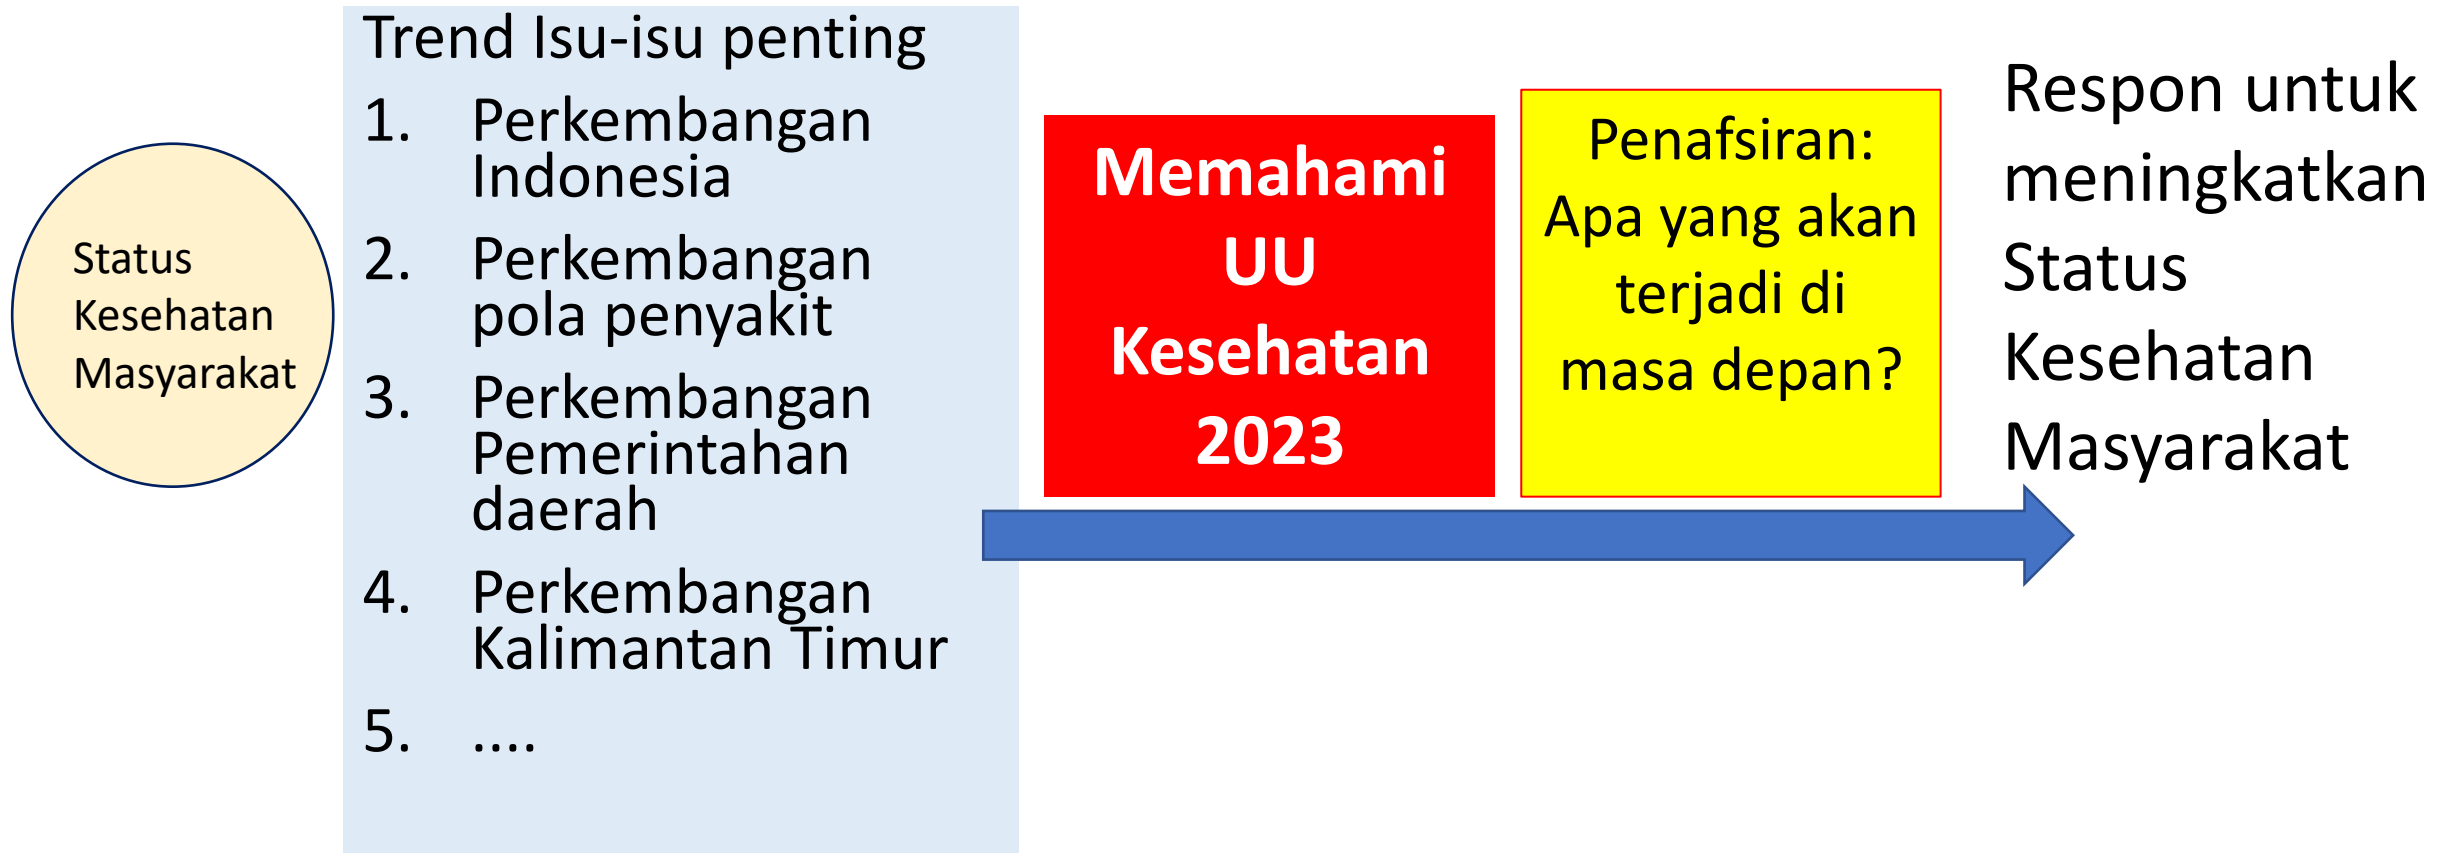 Status
Kesehatan
Masyarakat
Trend Isu-isu penting
1. Perkembangan
Indonesia
2. Perkembangan
pola penyakit
3. Perkembangan
Pemerintahan
daerah
4. Perkembangan
Kalimantan Timur
5. ....
Memahami
UU
Kesehatan
2023
Penafsiran:
Apa yang akan
terjadi di
masa depan?
Respon untuk
meningkatkan
Status
Kesehatan
Masyarakat